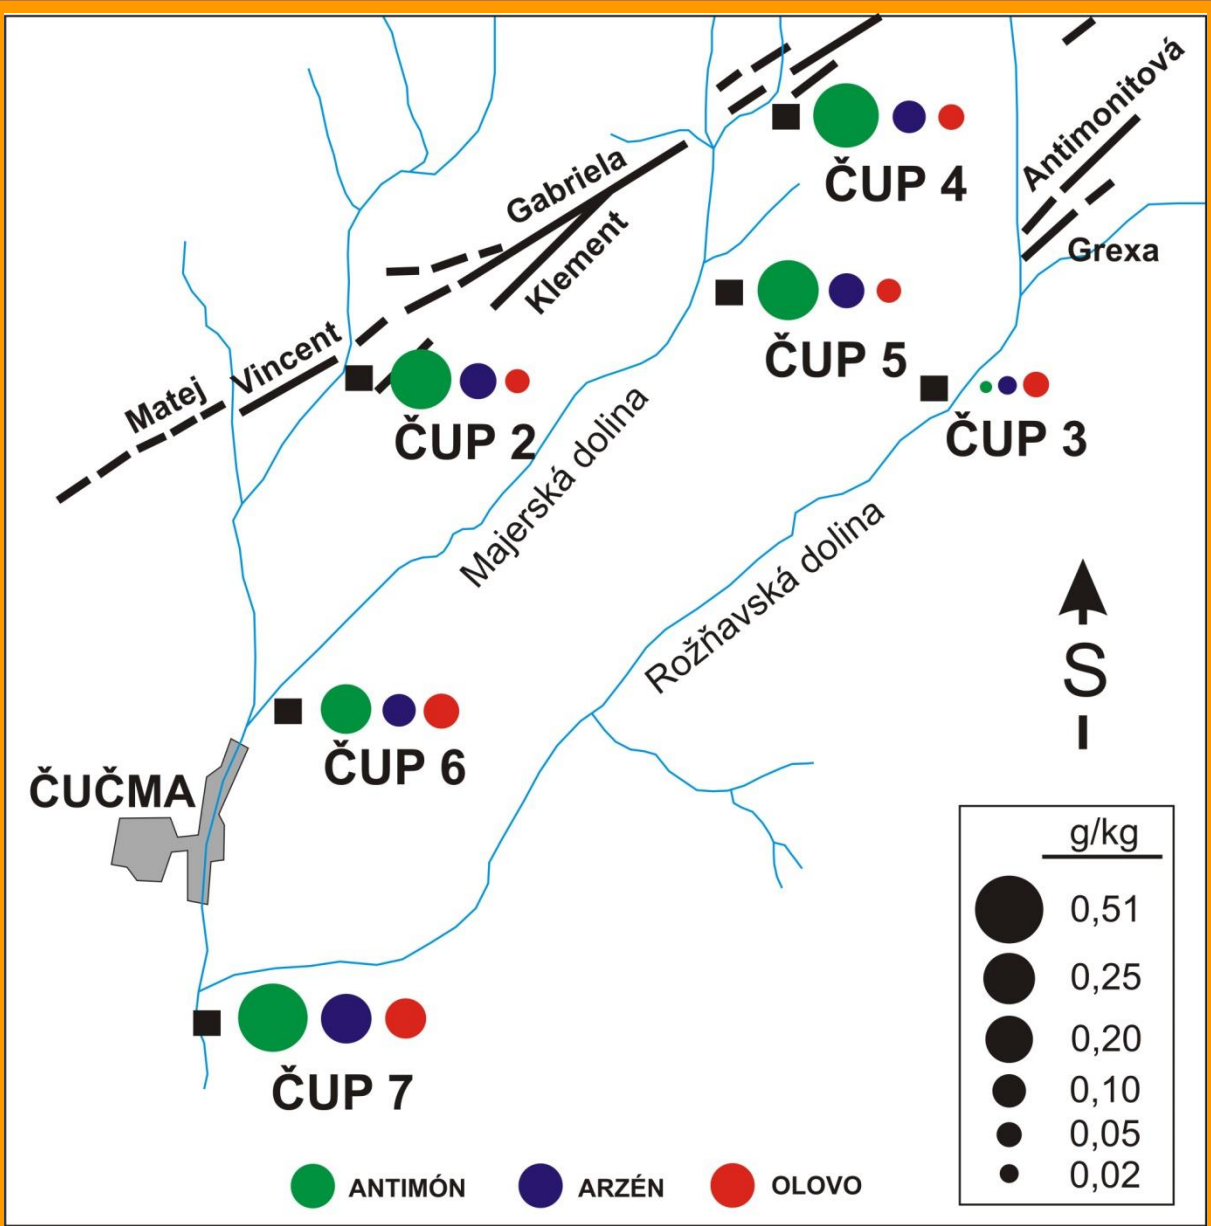 Antimonitová
ČUP 4
Gabriela
Grexa
Klement
Vincent
ČUP 5
Matej
ČUP 2
ČUP 3
Majerská dolina
Rožňavská dolina
S
ČUP 6
ČUČMA
g/kg
0,51
0,25
0,20
0,10
0,05
0,02
ČUP 7
ANTIMÓN
ARZÉN
OLOVO